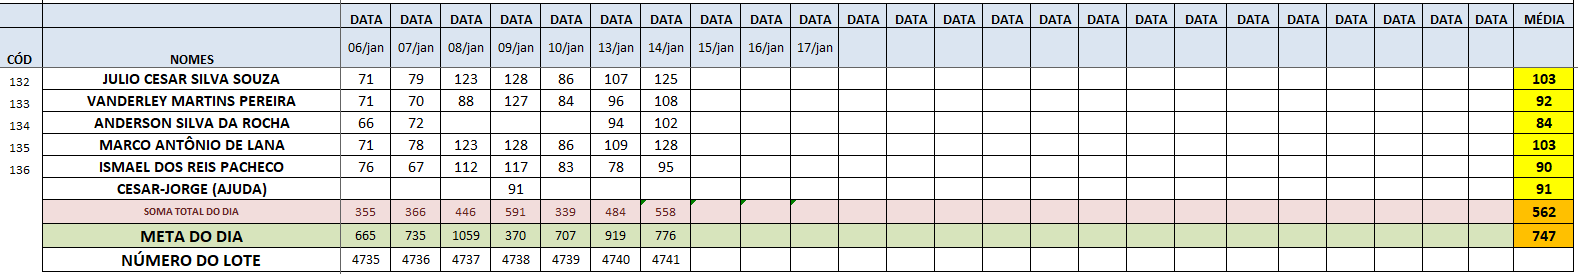 DATA DATA DATA DATA DATA DATA DATA DATA DATA DATA DATA DATA DATA DATA DATA DATA DATA DATA DATA DATA DATA DATA DATA MÉDIA
CÓD NOMES 06/jan 07/jan 08/jan 09/jan 10/jan 13/jan 14/jan 15/jan 16/jan 17/jan
132 JULIO CESAR SILVA SOUZA 71 79 123 128 86 107 125 103
133 VANDERLEY MARTINS PEREIRA 71 70 88 127 84 96 108 92
134 ANDERSON SILVA DA ROCHA 66 72 94 102 84
135 MARCO ANTÔNIO DE LANA 71 78 123 128 86 109 128 103
136 ISMAEL DOS REIS PACHECO 76 67 112 117 83 78 95 90
CESAR-JORGE (AJUDA) 91 91
SOMA TOTAL DO DIA 355 366 446 591 339 484 558 562
META DO DIA 665 735 1059 370 707 919 776 747
NÚMERO DO LOTE 4735 4736 4737 4738 4739 4740 4741